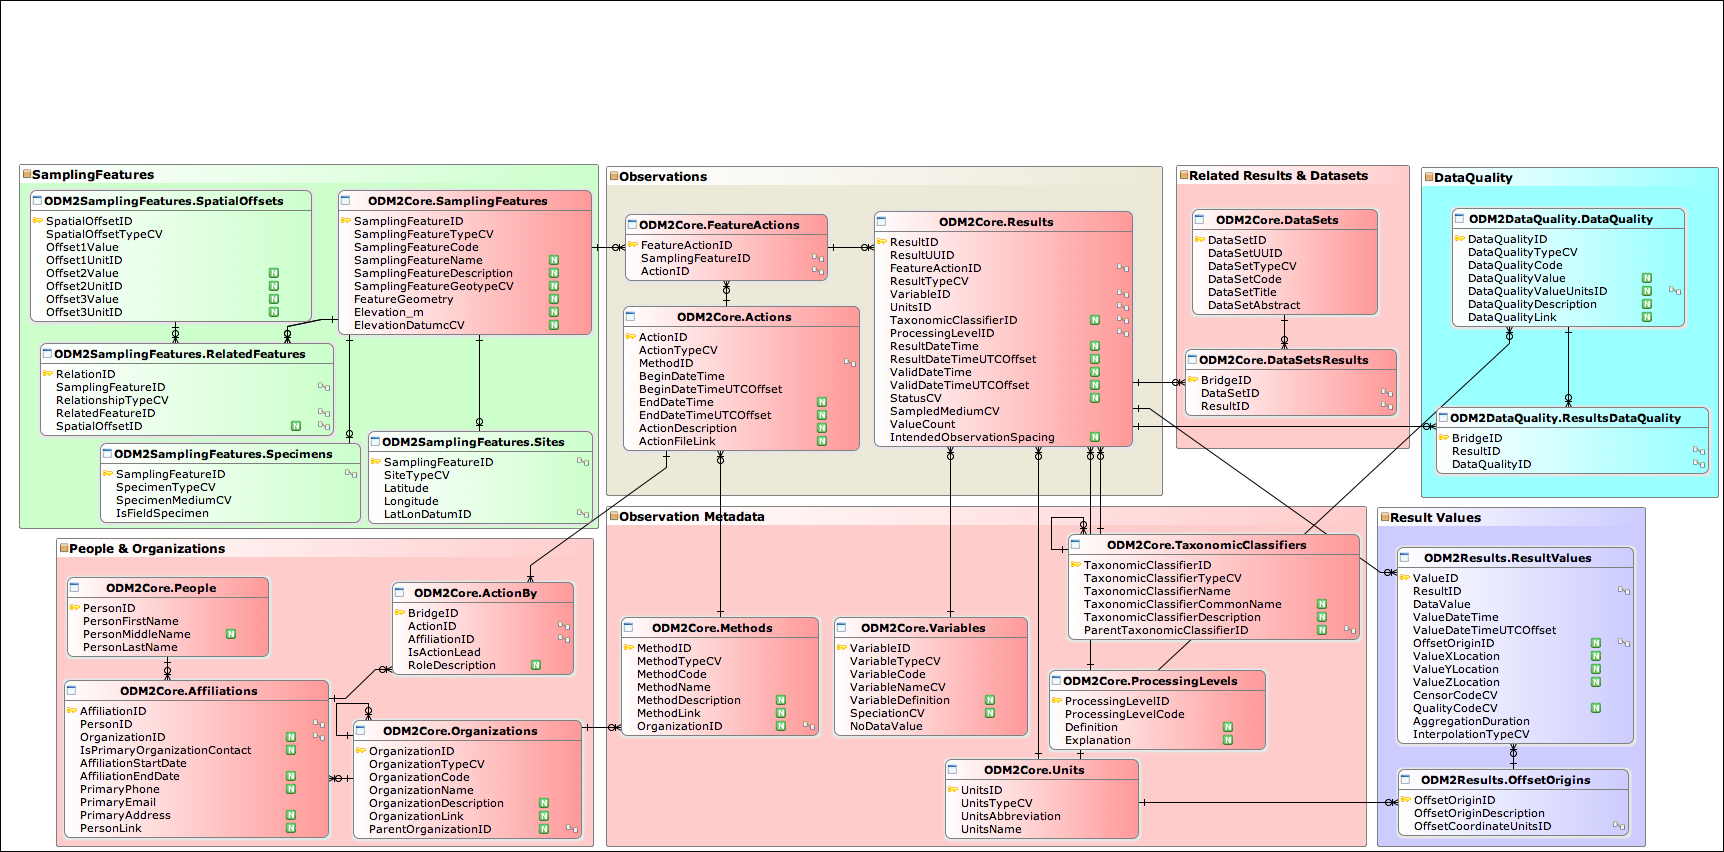 SamplingFeatures
ODM2SamplingFeatures.SpatialOffsets
SpatialOffsetID
SpatialOffsetTypeCV
Offset1Value
Offset1UnitID
Offset2Value N
Offset2UnitID N
Offset3Value N
Offset3UnitID N
ODM2Core.SamplingFeatures
SamplingFeatureID
SamplingFeatureTypeCV
SamplingFeatureCode
SamplingFeatureName N
SamplingFeatureDescription N
SamplingFeatureGeotypeCV N
FeatureGeometry N
Elevation_m N
ElevationDatumcCV N
ODM2SamplingFeatures.RelatedFeatures
RelationID
SamplingFeatureID
RelationshipTypeCV
RelatedFeatureID
SpatialOffsetID N
ODM2SamplingFeatures.Specimens
SamplingFeatureID
SpecimenTypeCV
SpecimenMediumCV
IsFieldSpecimen
ODM2SamplingFeatures.Sites
SamplingFeatureID
SiteTypeCV
Latitude
Longitude
LatLonDatumID
Observations
ODM2Core.FeatureActions
FeatureActionID
SamplingFeatureID
ActionID
ODM2Core.Actions
ActionID
ActionTypeCV
MethodID
BeginDateTime
BeginDateTimeUTCOffset
EndDateTime N
EndDateTimeUTCOffset N
ActionDescription N
ActionFileLink N
ODM2Core.Results
ResultID
ResultUUID
FeatureActionID
ResultTypeCV
VariableID
UnitsID
TaxonomicClassifierID N
ProcessingLevelID
ResultDateTime N
ResultDateTimeUTCOffset N
ValidDateTime N
ValidDateTimeUTCOffset N
StatusCV N
SampledMediumCV
ValueCount
IntendedObservationSpacing N
Related Results & Datasets
ODM2Core.DataSets
DataSetID
DataSetUUID
DataSetTypeCV
DataSetCode
DataSetTitle
DataSetAbstract
ODM2Core.DataSetsResults
BridgeID
DataSetID
ResultID
DataQuality
ODM2DataQuality.DataQuality
DataQualityID
DataQualityTypeCV
DataQualityCode
DataQualityValue N
DataQualityValueUnitsID N
DataQualityDescription N
DataQualityLink N
ODM2DataQuality.ResultsDataQuality
BridgeID
ResultID
DataQualityID
People & Organizations
ODM2Core.People
PersonID
PersonFirstName
PersonMiddleName N
PersonLastName
ODM2Core.ActionBy
BridgeID
ActionID
AffiliationID
IsActionLead
RoleDescription N
ODM2Core.Affiliations
AffiliationID
PersonID
OrganizationID N
IsPrimaryOrganizationContact N
AffiliationStartDate
AffiliationEndDate N
PrimaryPhone N
PrimaryEmail
PrimaryAddress N
PersonLink N
ODM2Core.Organizations
OrganizationID
OrganizationTypeCV
OrganizationCode
OrganizationName
OrganizationDescription N
OrganizationLink N
ParentOrganizationID N
Observation Metadata
ODM2Core.Methods
MethodID
MethodTypeCV
MethodCode
MethodName
MethodDescription N
MethodLink N
OrganizationID N
ODM2Core.Variables
VariableID
VariableTypeCV
VariableCode
VariableNameCV
VariableDefinition N
SpeciationCV N
NoDataValue
ODM2Core.TaxonomicClassifiers
TaxonomicClassifierID
TaxonomicClassifierTypeCV
TaxonomicClassifierName
TaxonomicClassifierCommonName N
TaxonomicClassifierDescription N
ParentTaxonomicClassifierID N
ODM2Core.ProcessingLevels
ProcessingLevelID
ProcessingLevelCode
Definition N
Explanation N
ODM2Core.Units
UnitsID
UnitsTypeCV
UnitsAbbreviation
UnitsName
Result Values
ODM2Results.ResultValues
ValueID
ResultID
DataValue
ValueDateTime
ValueDateTimeUTCOffset
OffsetOriginID N
ValueXLocation N
ValueYLocation N
ValueZLocation N
CensorCodeCV
QualityCodeCV N
AggregationDuration
InterpolationTypeCV
ODM2Results.OffsetOrigins
OffsetOriginID
OffsetOriginDescription
OffsetCoordinateUnitsID